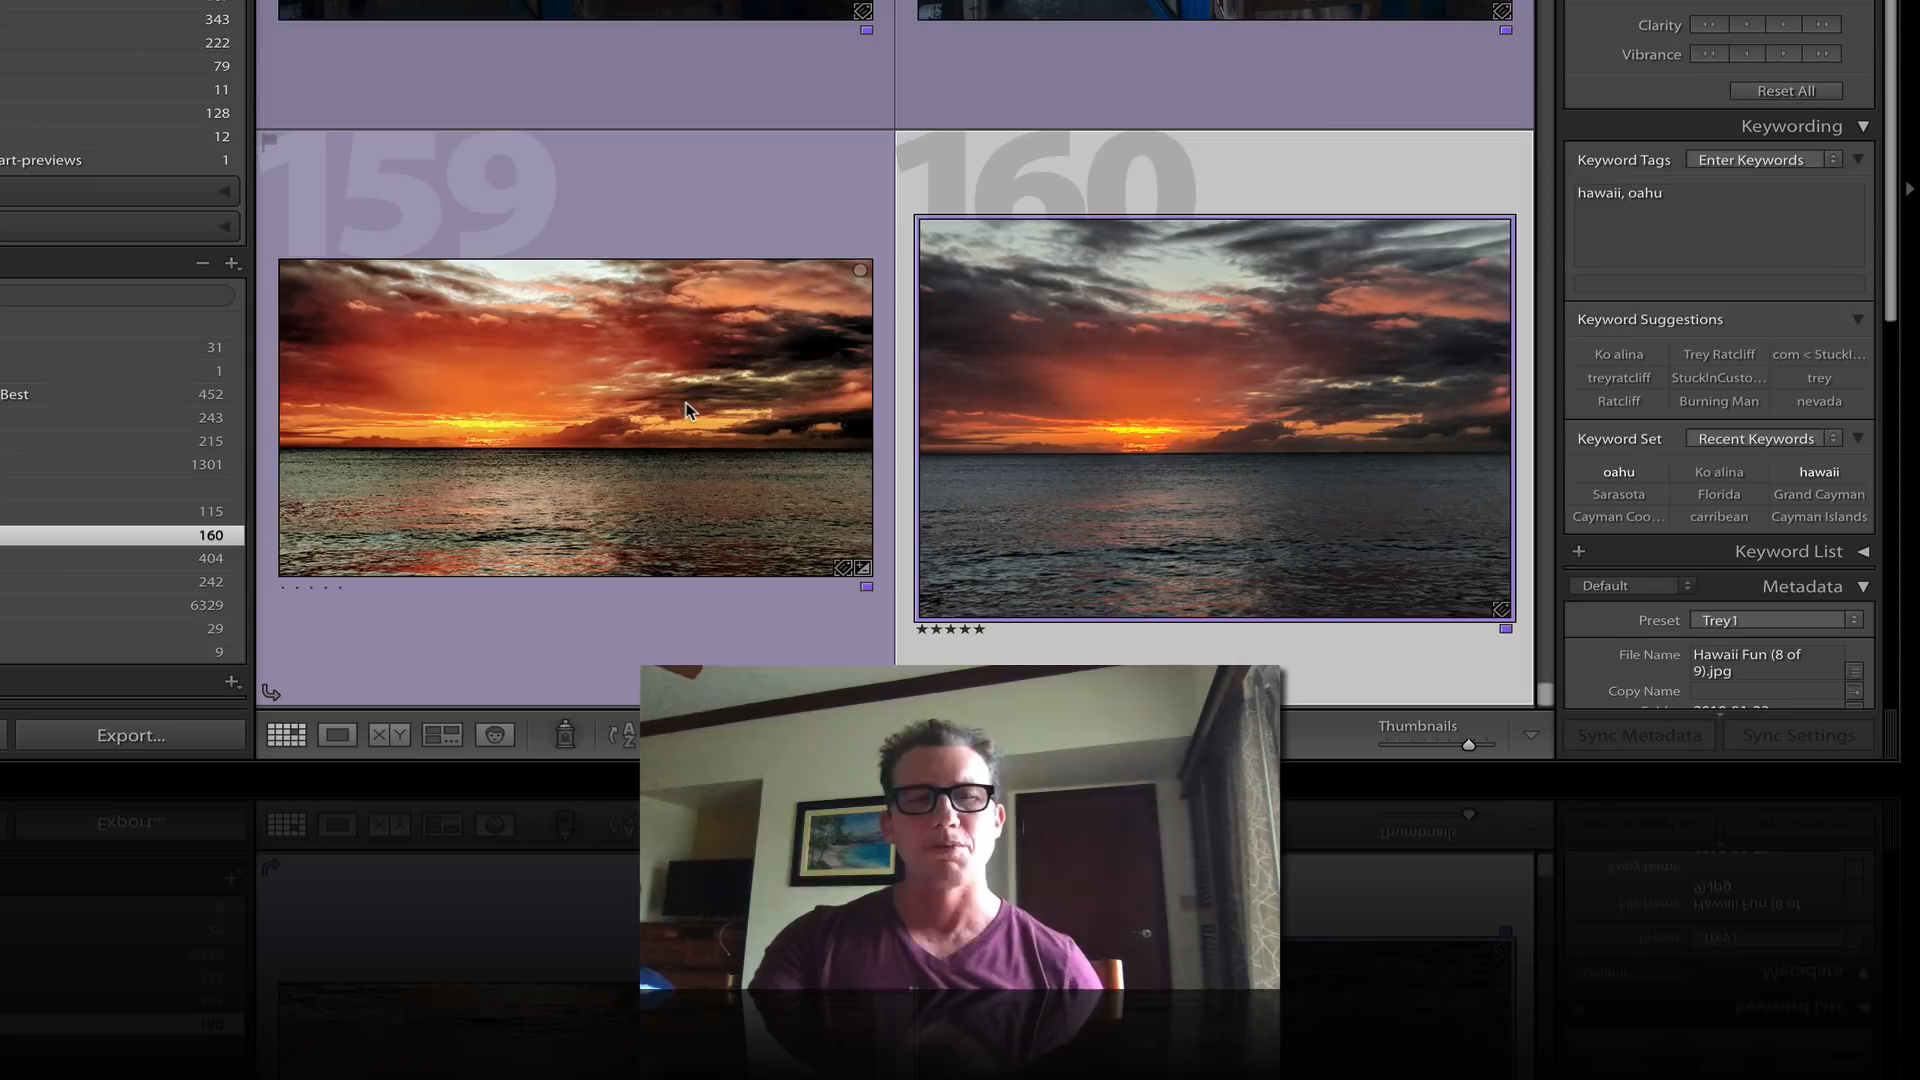 343
222
79
11
128
12
art-previews 1
31
1
Best 452
243
215
1301
115
160
404
242
6329
29
9
Export...
159
160
★★★★★
Thumbnails
Clarity
Vibrance
Reset All
Keywording
Keyword Tags Enter Keywords
hawaii, oahu
Keyword Suggestions
Ko alina Trey Ratcliff com < StuckI...
treyratcliff StuckInCusto... trey
Ratcliff Burning Man nevada
Keyword Set Recent Keywords
oahu Ko alina hawaii
Sarasota Florida Grand Cayman
Cayman Coo... carribean Cayman Islands
Keyword List
Default Metadata
Preset Trey1
File Name Hawaii Fun (8 of
9).jpg
Copy Name
Sync Metadata Sync Settings